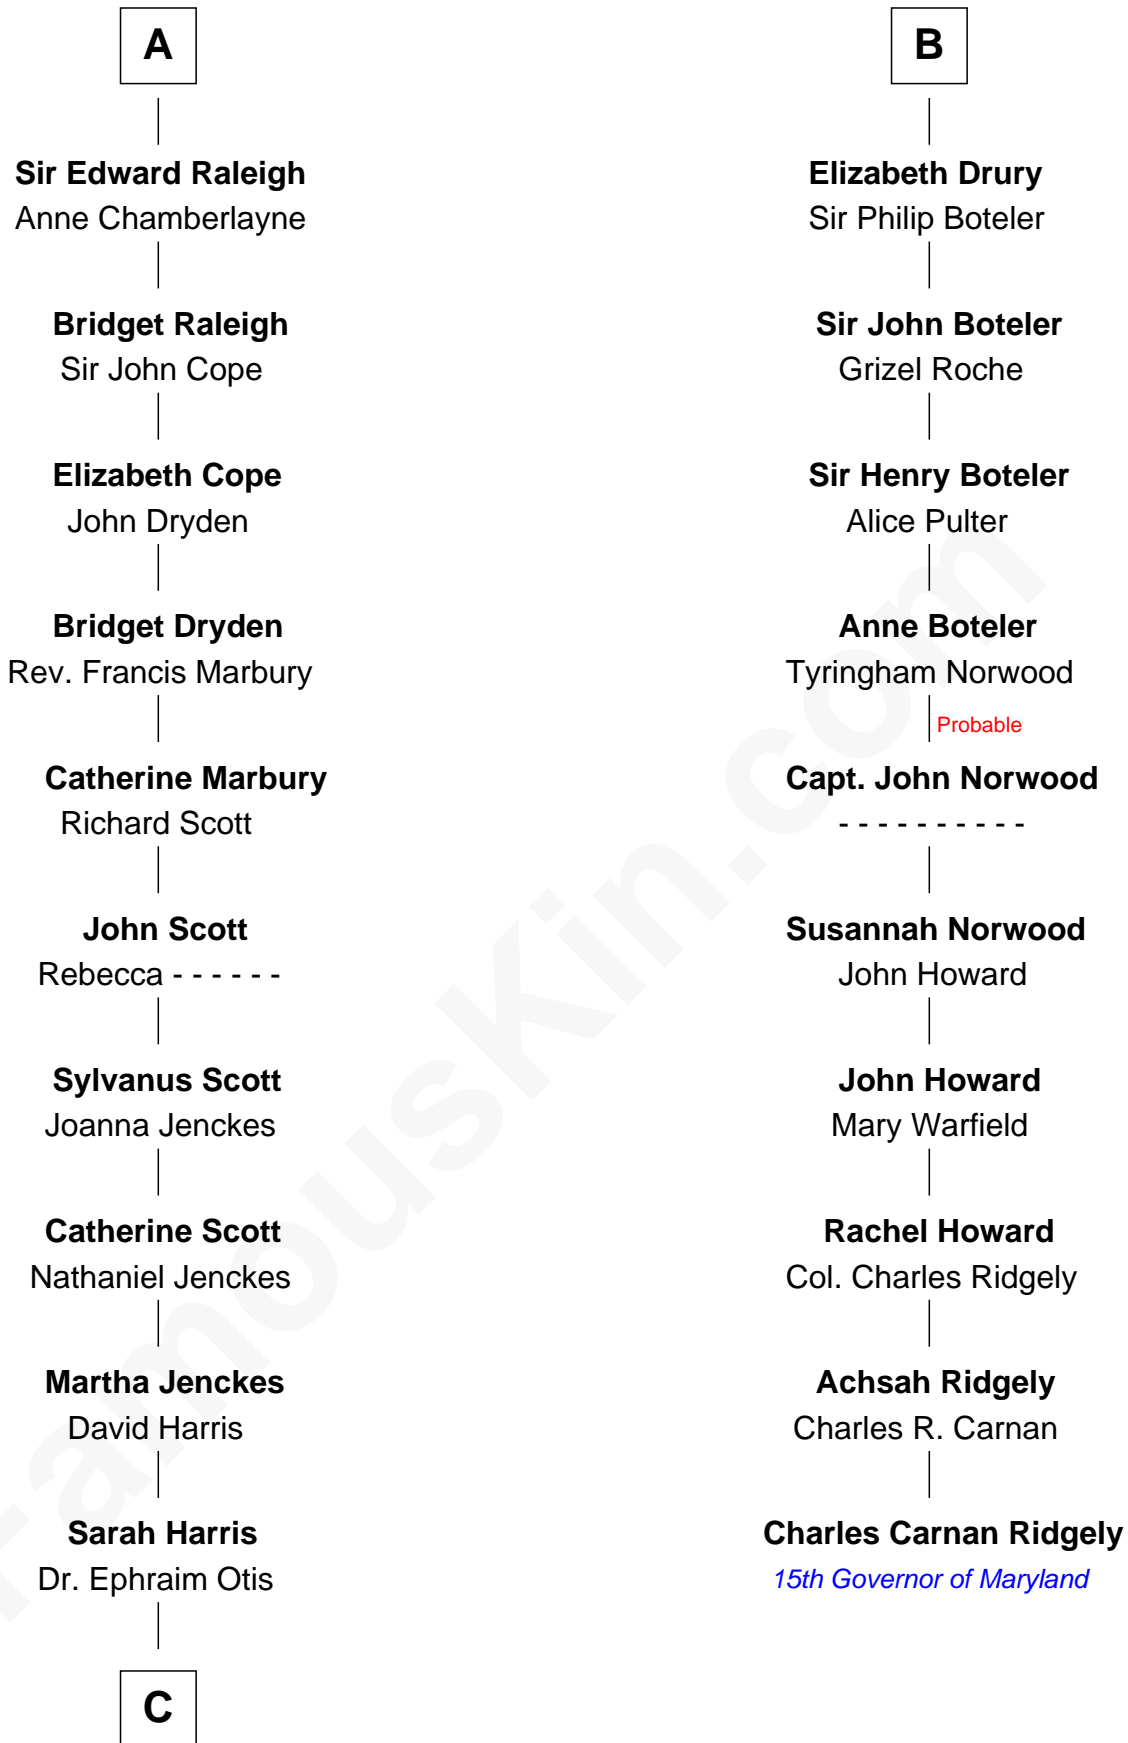 A
Sir Edward Raleigh
Anne Chamberlayne
Bridget Raleigh
Sir John Cope
Elizabeth Cope
John Dryden
Bridget Dryden
Rev. Francis Marbury
Catherine Marbury
Richard Scott
John Scott
Rebecca - - - - - -
Sylvanus Scott
Joanna Jenckes
Catherine Scott
Nathaniel Jenckes
Martha Jenckes
David Harris
Sarah Harris
Dr. Ephraim Otis
C
B
Elizabeth Drury
Sir Philip Boteler
Sir John Boteler
Grizel Roche
Sir Henry Boteler
Alice Pulter
Anne Boteler
Tyringham Norwood
Probable
Capt. John Norwood
- - - - - - - - - -
Susannah Norwood
John Howard
John Howard
Mary Warfield
Rachel Howard
Col. Charles Ridgely
Achsah Ridgely
Charles R. Carnan
Charles Carnan Ridgely
15th Governor of Maryland
FamousKin.com